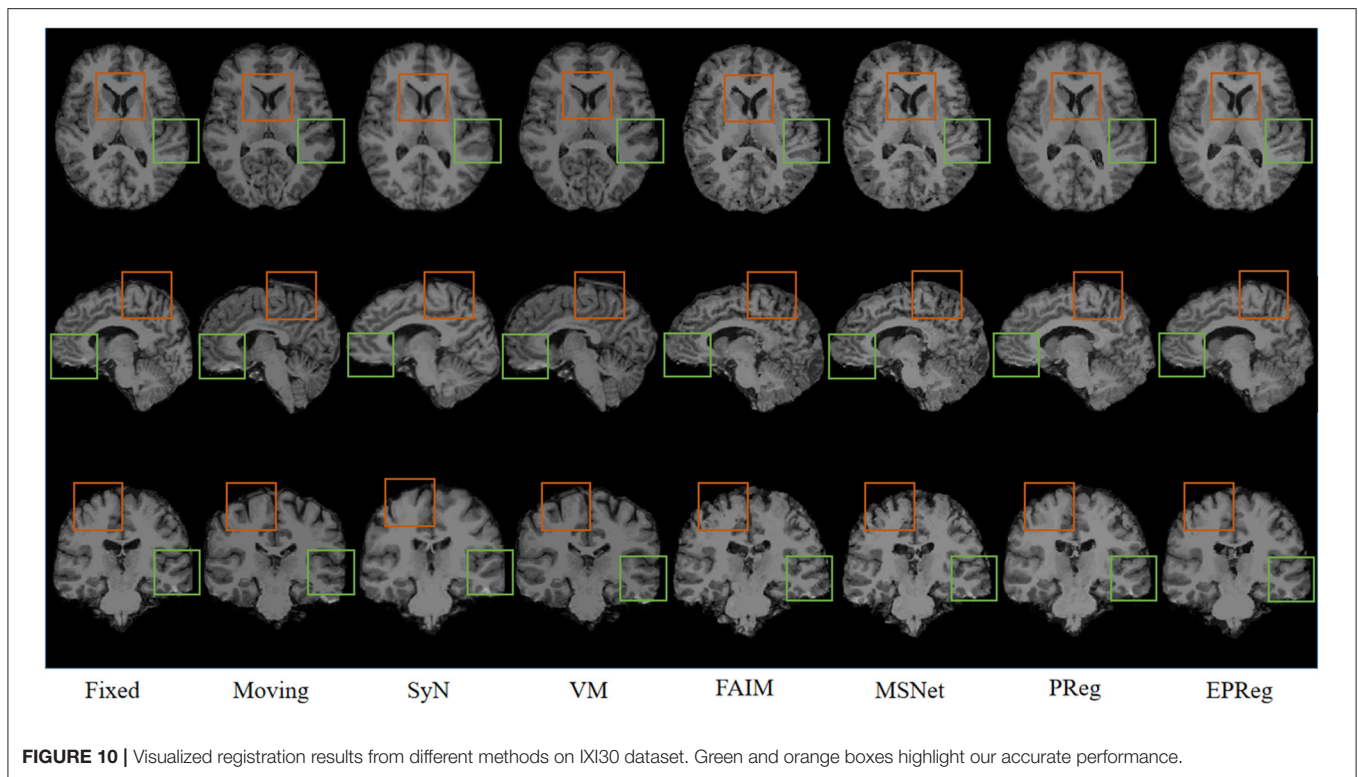 Fixed Moving SyN VM FAIM MSNet PReg EPReg
FIGURE 10 | Visualized registration results from different methods on IXI30 dataset. Green and orange boxes highlight our accurate performance.